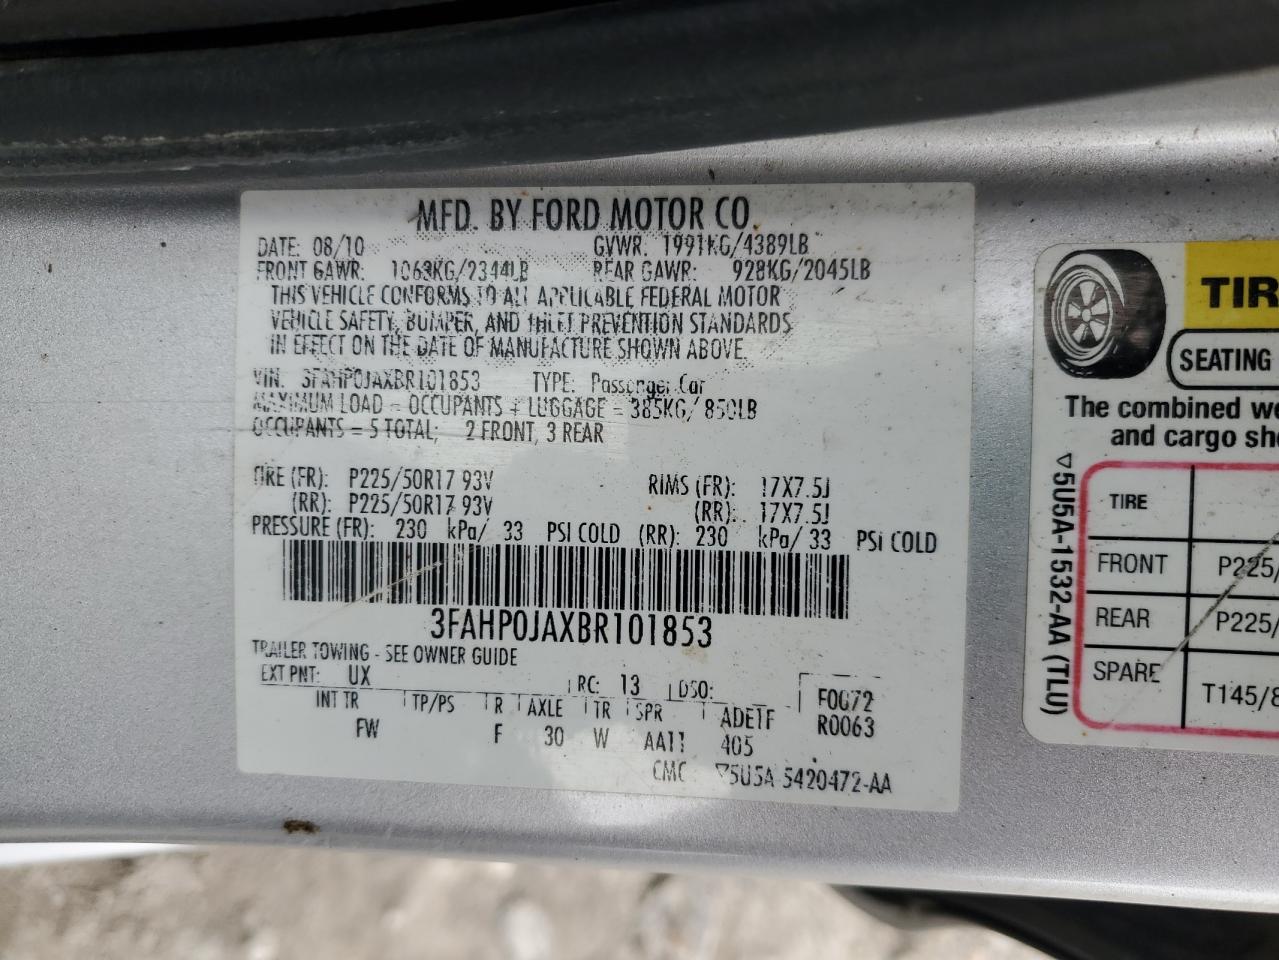 MFD. BY FORD MOTOR CO.
DATE: 08/10 GVWR: 1991KG/4389LB
FRONT GAWR: 1063KG/2344LB REAR GAWR: 928KG/2045LB
THIS VEHICLE CONFORMS TO ALL APPLICABLE FEDERAL MOTOR
VEHICLE SAFETY, BUMPER, AND THEFT PREVENTION STANDARDS
IN EFFECT ON THE DATE OF MANUFACTURE SHOWN ABOVE.
VIN: 3FAHP0JAXBR101853 TYPE: Passenger Car
MAXIMUM LOAD = OCCUPANTS + LUGGAGE = 385KG/ 850LB
OCCUPANTS = 5 TOTAL; 2 FRONT, 3 REAR
TIRE (FR): P225/50R17 93V RIMS (FR): 17X7.5J
(RR): P225/50R17 93V (RR): 17X7.5J
PRESSURE (FR): 230 kPa/ 33 PSI COLD (RR): 230 kPa/ 33 PSI COLD
3FAHP0JAXBR101853
TRAILER TOWING - SEE OWNER GUIDE
EXT PNT: UX RC: 13 DSO: F0072
INT TR TP/PS R AXLE TR SPR ADETF R0063
FW F 30 W AA11 405
CMC ▽5U5A 5420472-AA
TIR
SEATING
The combined we
and cargo sho
TIRE
FRONT P225/
REAR P225/
SPARE T145/8
▽5U5A-1532-AA (TLU)